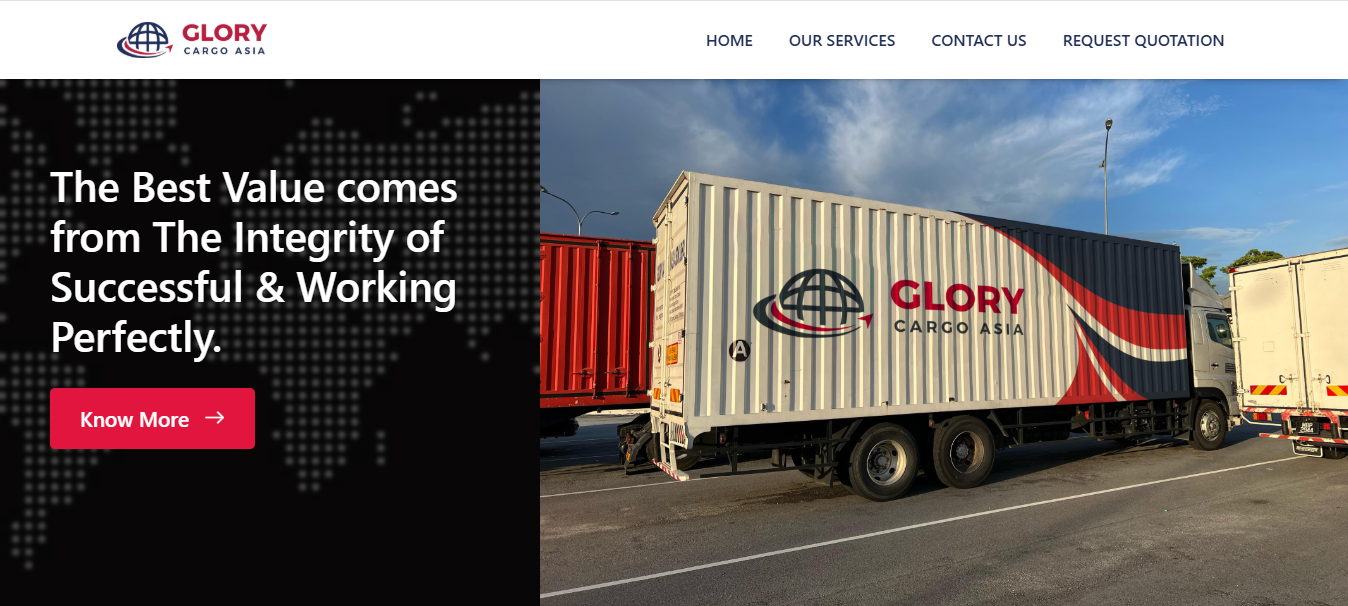 GLORY
CARGO ASIA
HOME
OUR SERVICES
CONTACT US
REQUEST QUOTATION
The Best Value comes
from The Integrity of
Successful & Working
Perfectly.
Know More
GLORY
CARGO ASIA
A